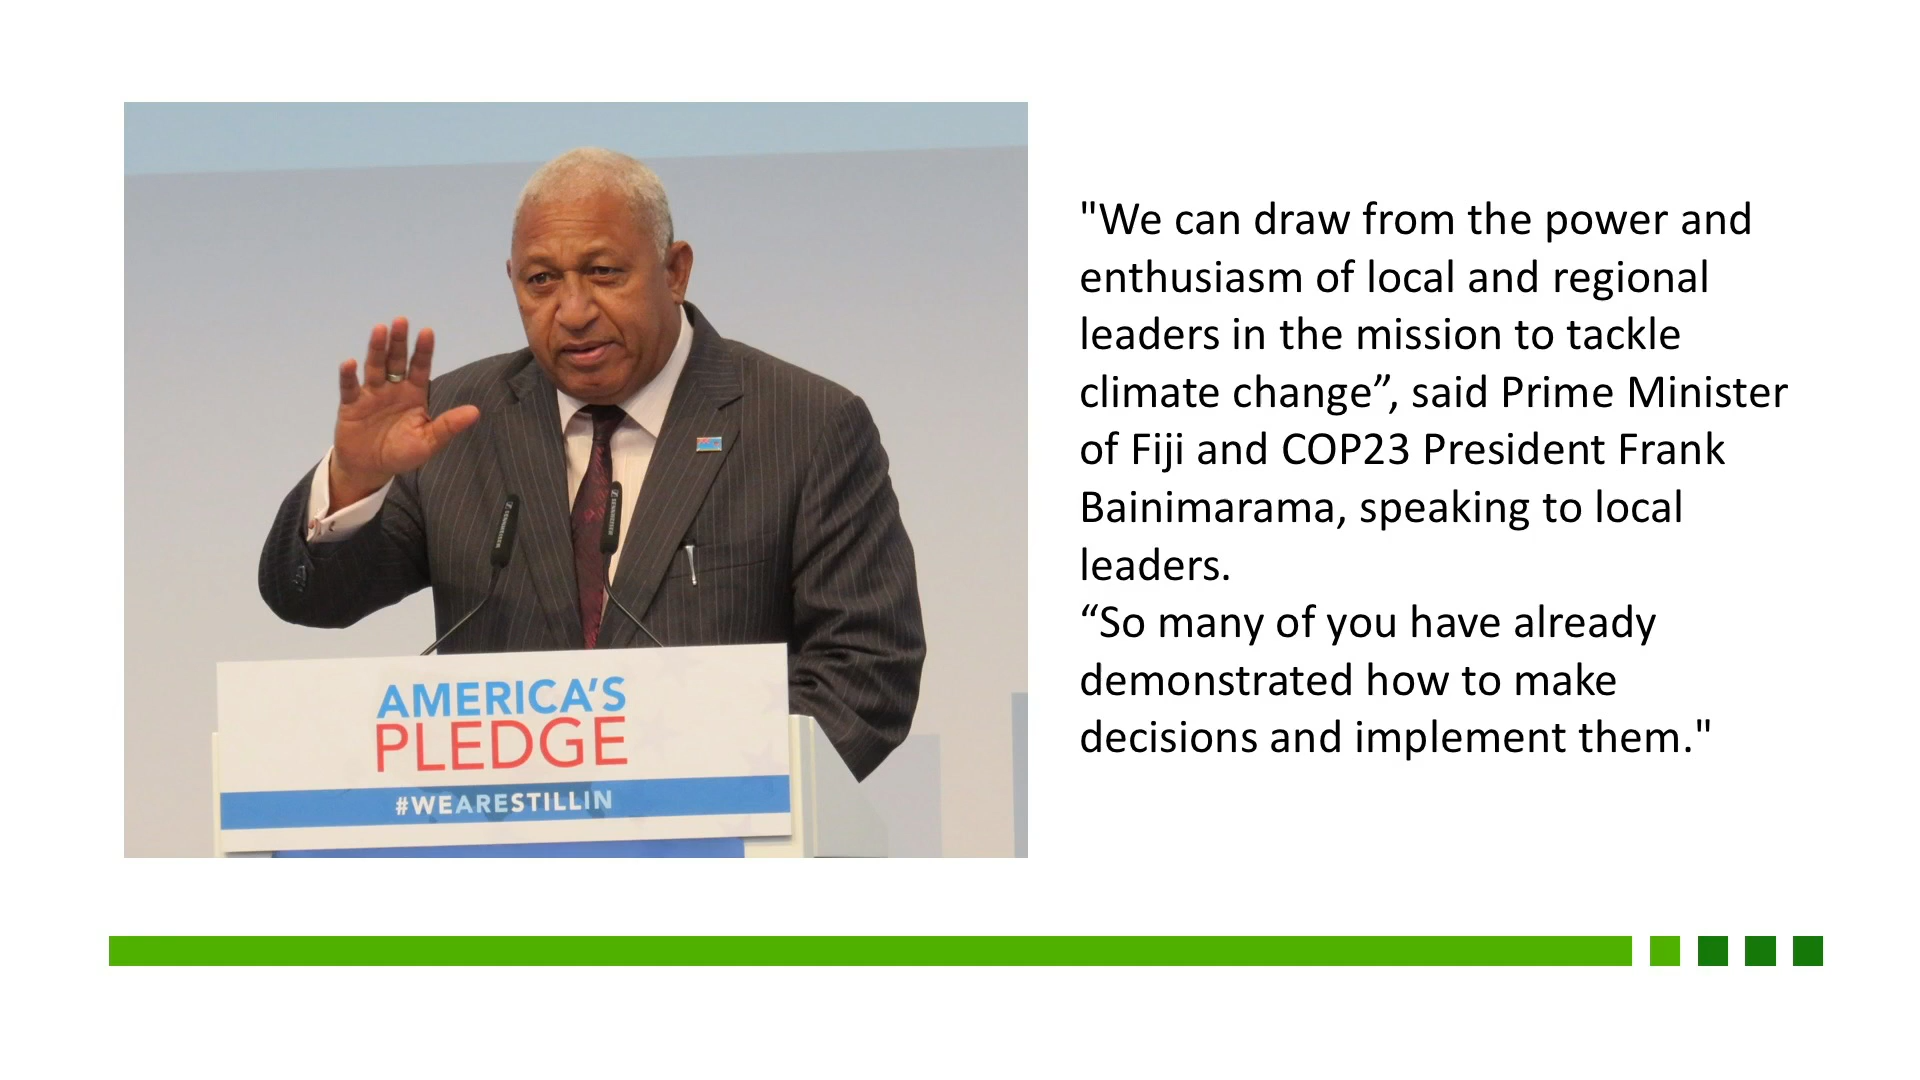 "We can draw from the power and
enthusiasm of local and regional
leaders in the mission to tackle
climate change”, said Prime Minister
of Fiji and COP23 President Frank
Bainimarama, speaking to local
leaders.
“So many of you have already
demonstrated how to make
decisions and implement them."
AMERICA’S
PLEDGE
#WEARESTILLIN